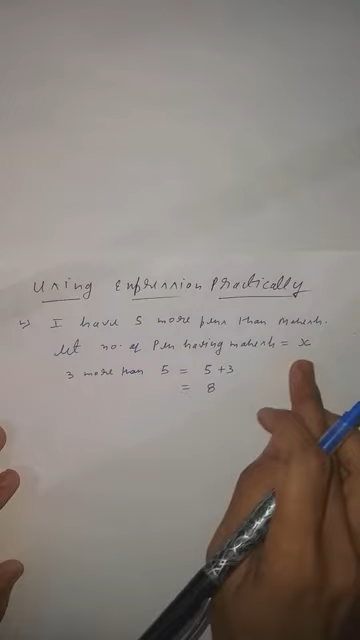 Using Expression Practically
→ I have 5 more pens than Mahesh.
Let no. of Pen having mahesh = x
3 more than 5 = 5 + 3
= 8